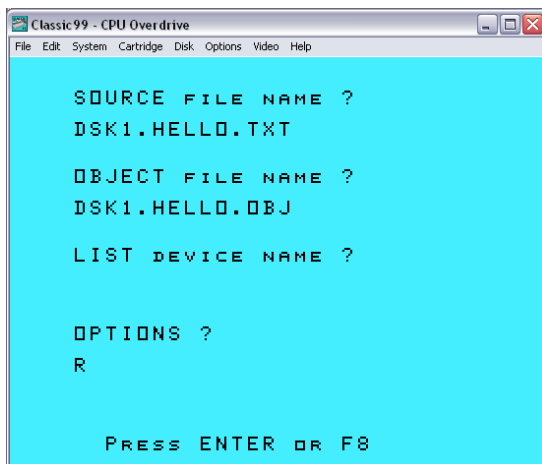 Classic99 - CPU Overdrive
File Edit System Cartridge Disk Options Video Help
SOURCE FILE NAME ?
DSK1.HELLO.TXT
OBJECT FILE NAME ?
DSK1.HELLO.OBJ
LIST DEVICE NAME ?
OPTIONS ?
R
PRESS ENTER OR F8